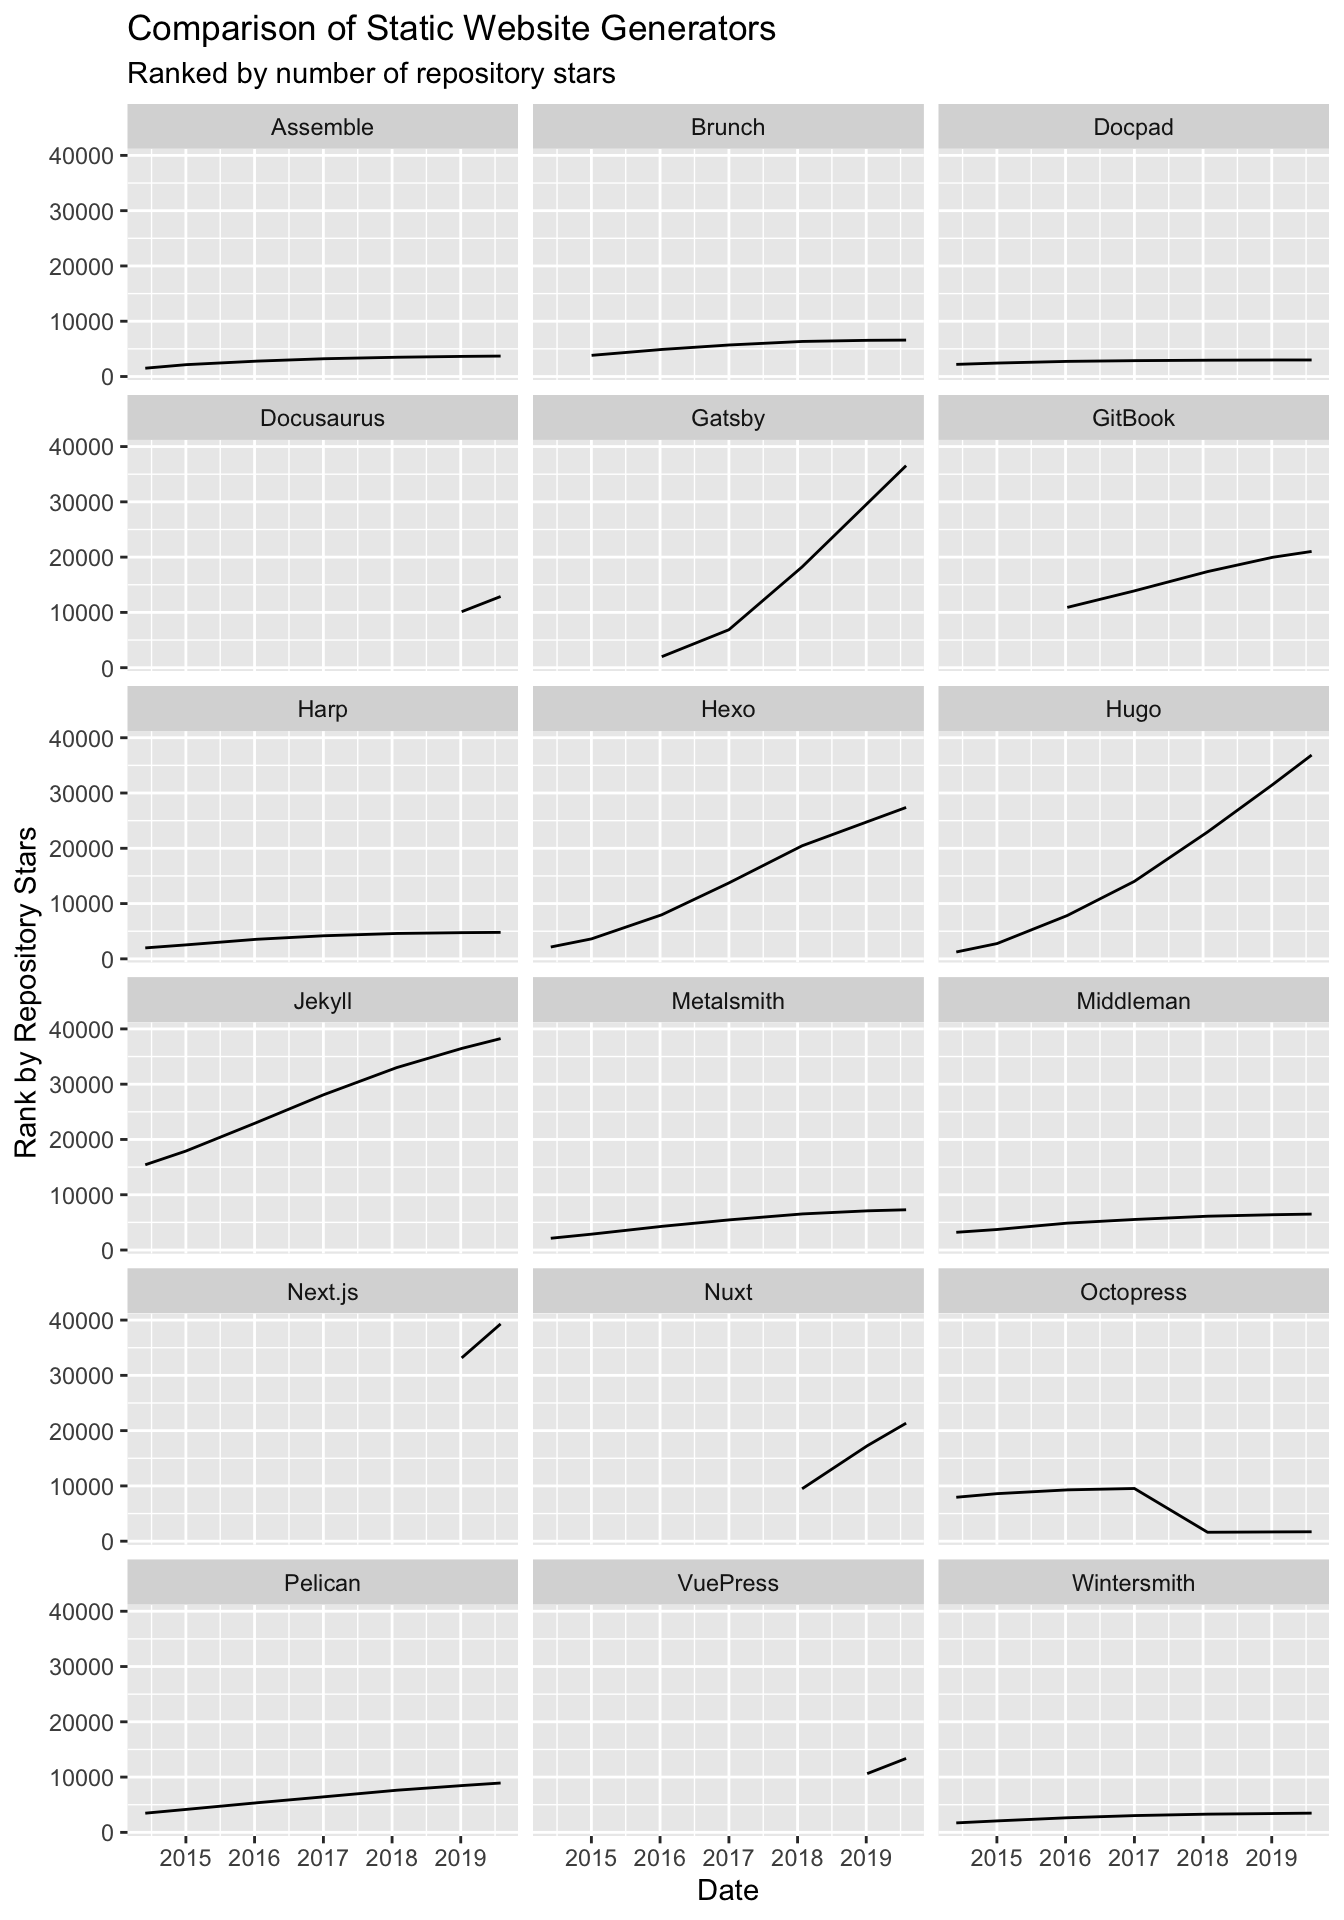 Comparison of Static Website Generators
Ranked by number of repository stars
Assemble Brunch Docpad
40000
30000
20000
10000
0
Docusaurus Gatsby GitBook
40000
30000
20000
10000
0
Harp Hexo Hugo
40000
30000
20000
10000
0
Rank by Repository Stars
Jekyll Metalsmith Middleman
40000
30000
20000
10000
0
Next.js Nuxt Octopress
40000
30000
20000
10000
0
Pelican VuePress Wintersmith
40000
30000
20000
10000
0
2015 2016 2017 2018 2019 2015 2016 2017 2018 2019 2015 2016 2017 2018 2019
Date